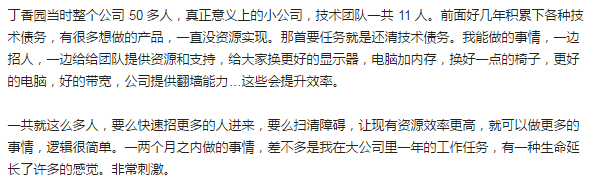 丁香园当时整个公司 50 多人，真正意义上的小公司，技术团队一共 11 人。前面好几年积累下各种技
术债务，有很多想做的产品，一直没资源实现。那首要任务就是还清技术债务。我能做的事情，一边
招人，一边给给团队提供资源和支持，给大家换更好的显示器，电脑加内存，换好一点的椅子，更好
的电脑，好的带宽，公司提供翻墙能力…这些会提升效率。
一共就这么多人，要么快速招更多的人进来，要么扫清障碍，让现有资源效率更高，就可以做更多的
事情，逻辑很简单。一两个月之内做的事情，差不多是我在大公司里一年的工作任务，有一种生命延
长了许多的感觉。非常刺激。